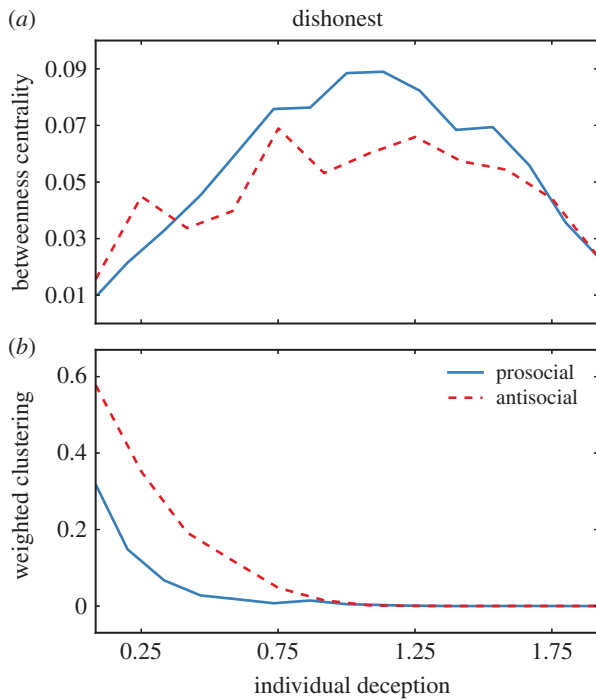 (a)
dishonest
betweenness centrality
0.09
0.07
0.05
0.03
0.01
(b)
weighted clustering
0.6
0.4
0.2
0
prosocial
antisocial
0.25
0.75
1.25
1.75
individual deception